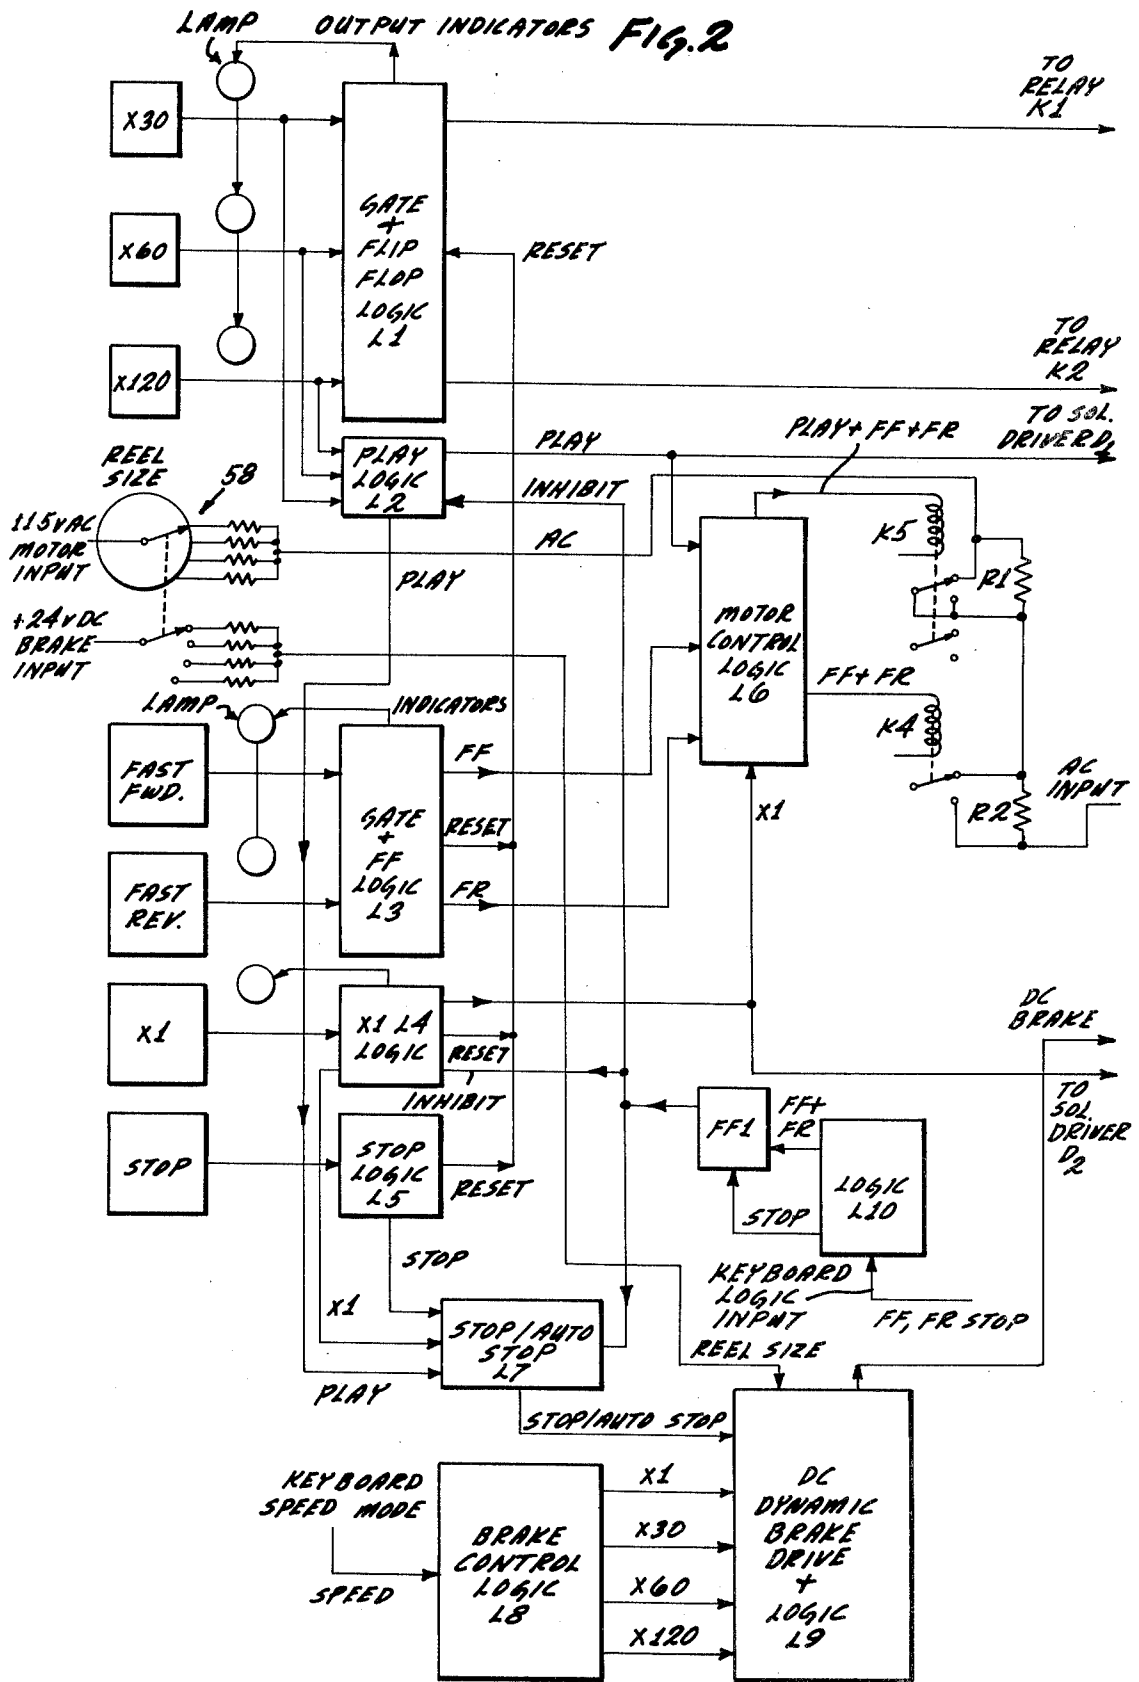 LAMP
OUTPUT INDICATORS
FIG. 2
TO
RELAY
K1
X30
X60
X120
GATE
+
FLIP
FLOP
LOGIC
L1
RESET
TO
RELAY
K2
TO SOL.
DRIVER D1
PLAY + FF + FR
PLAY
LOGIC
L2
PLAY
INHIBIT
REEL
SIZE
58
115VAC
MOTOR
INPUT
AC
PLAY
K5
R1
+24VDC
BRAKE
INPUT
MOTOR
CONTROL
LOGIC
L6
FF + FR
K4
LAMP
INDICATORS
FAST
FWD.
FF
GATE
+
FF
LOGIC
L3
RESET
FR
X1
R2
AC
INPUT
FAST
REV.
X1
X1 L4
LOGIC
RESET
INHIBIT
DC
BRAKE
TO
SOL.
DRIVER
D2
STOP
STOP
LOGIC
L5
RESET
FF1
FF+
FR
LOGIC
L10
STOP
STOP
KEYBOARD
LOGIC
INPUT
FF, FR STOP
X1
STOP/AUTO
STOP
L7
REEL SIZE
PLAY
STOP/AUTO STOP
KEYBOARD
SPEED MODE
SPEED
BRAKE
CONTROL
LOGIC
L8
X1
X30
X60
X120
DC
DYNAMIC
BRAKE
DRIVE
+
LOGIC
L9